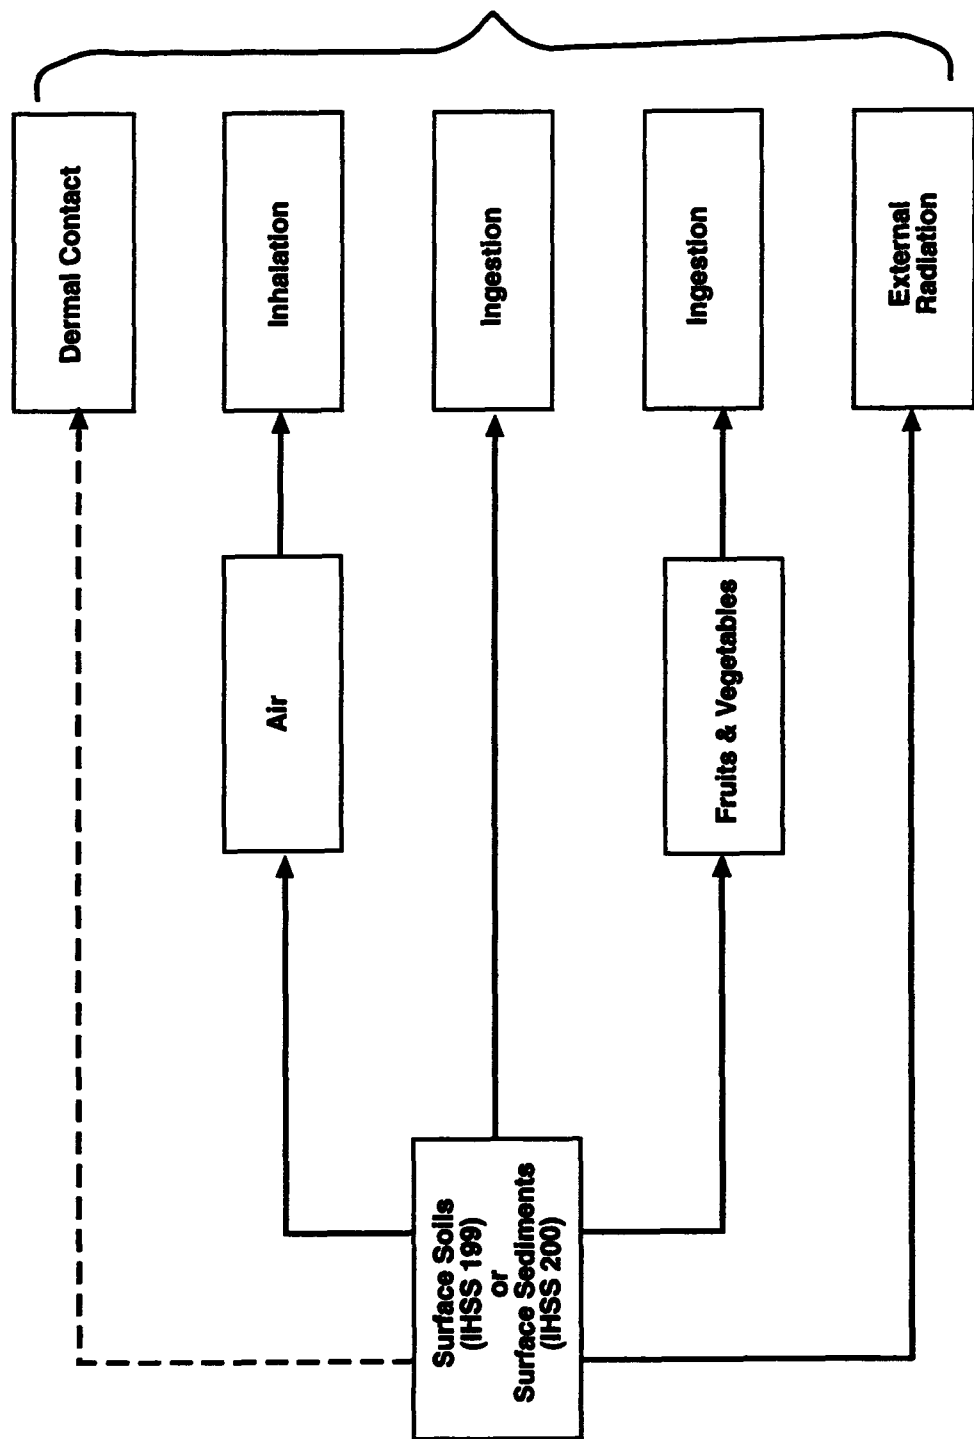 Surface Soils
(IHSS 199)
or
Surface Sediments
(IHSS 200)
Air
Fruits & Vegetables
Dermal Contact
Inhalation
Ingestion
Ingestion
External
Radiation